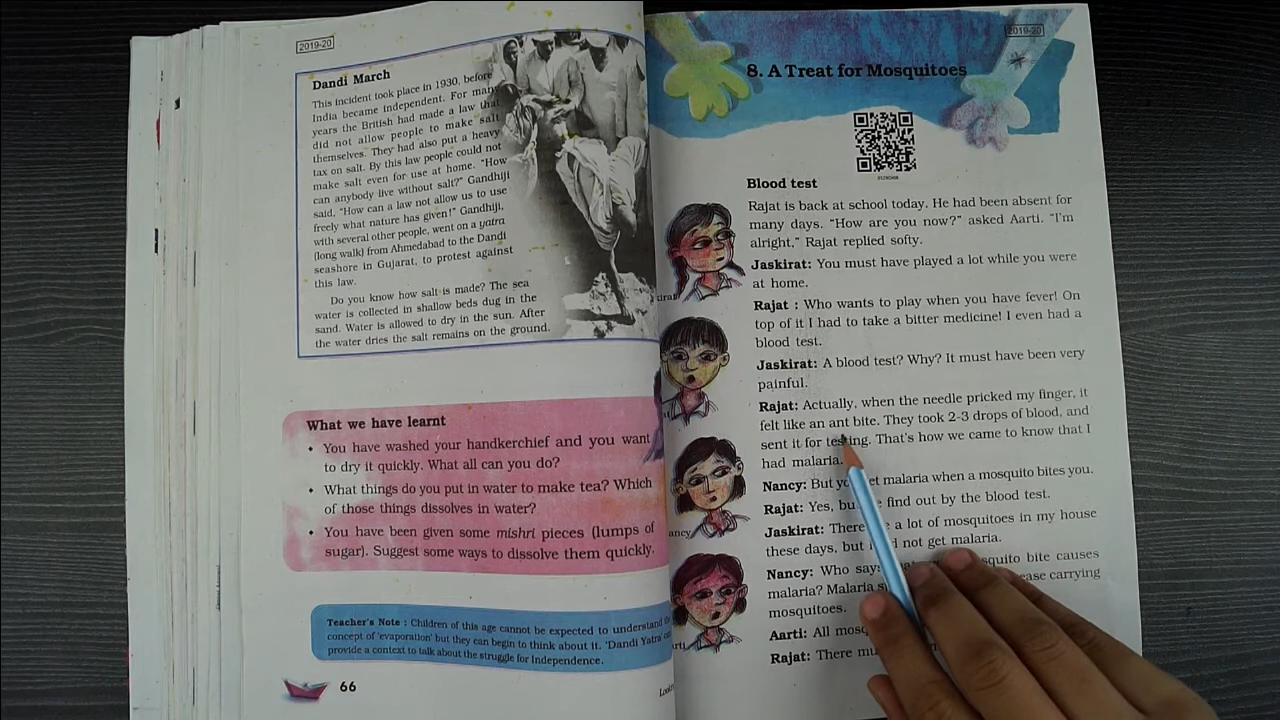 2019-20
Dandi March
This incident took place in 1930, before
India became independent. For many
years the British had made a law that
did not allow people to make salt
themselves. They had also put a heavy
tax on salt. By this law people could not
make salt even for use at home. “How
can anybody live without salt?” Gandhiji
said, “How can a law not allow us to use
freely what nature has given!” Gandhiji,
with several other people, went on a yatra
(long walk) from Ahmedabad to the Dandi
seashore in Gujarat, to protest against
this law.
Do you know how salt is made? The sea
water is collected in shallow beds dug in the
sand. Water is allowed to dry in the sun. After
the water dries the salt remains on the ground.
What we have learnt
• You have washed your handkerchief and you want
to dry it quickly. What all can you do?
• What things do you put in water to make tea? Which
of those things dissolves in water?
• You have been given some mishri pieces (lumps of
sugar). Suggest some ways to dissolve them quickly.
Teacher's Note : Children of this age cannot be expected to understand
concept of 'evaporation' but they can begin to think about it. 'Dandi Yatra'
provide a context to talk about the struggle for Independence.
66
2019-20
8. A Treat for Mosquitoes
Blood test
Rajat is back at school today. He had been absent for
many days. “How are you now?” asked Aarti. “I'm
alright,” Rajat replied softy.
Jaskirat: You must have played a lot while you were
at home.
Rajat : Who wants to play when you have fever! On
top of it I had to take a bitter medicine! I even had a
blood test.
Jaskirat: A blood test? Why? It must have been very
painful.
Rajat: Actually, when the needle pricked my finger, it
felt like an ant bite. They took 2-3 drops of blood, and
sent it for testing. That's how we came to know that I
had malaria.
Nancy: But you get malaria when a mosquito bites you.
Rajat: Yes, but we find out by the blood test.
Jaskirat: There a lot of mosquitoes in my house
these days, but I did not get malaria.
Nancy: Who says mosquito bite causes
malaria? Malaria carrying
mosquitoes.
Aarti: All
Rajat: There